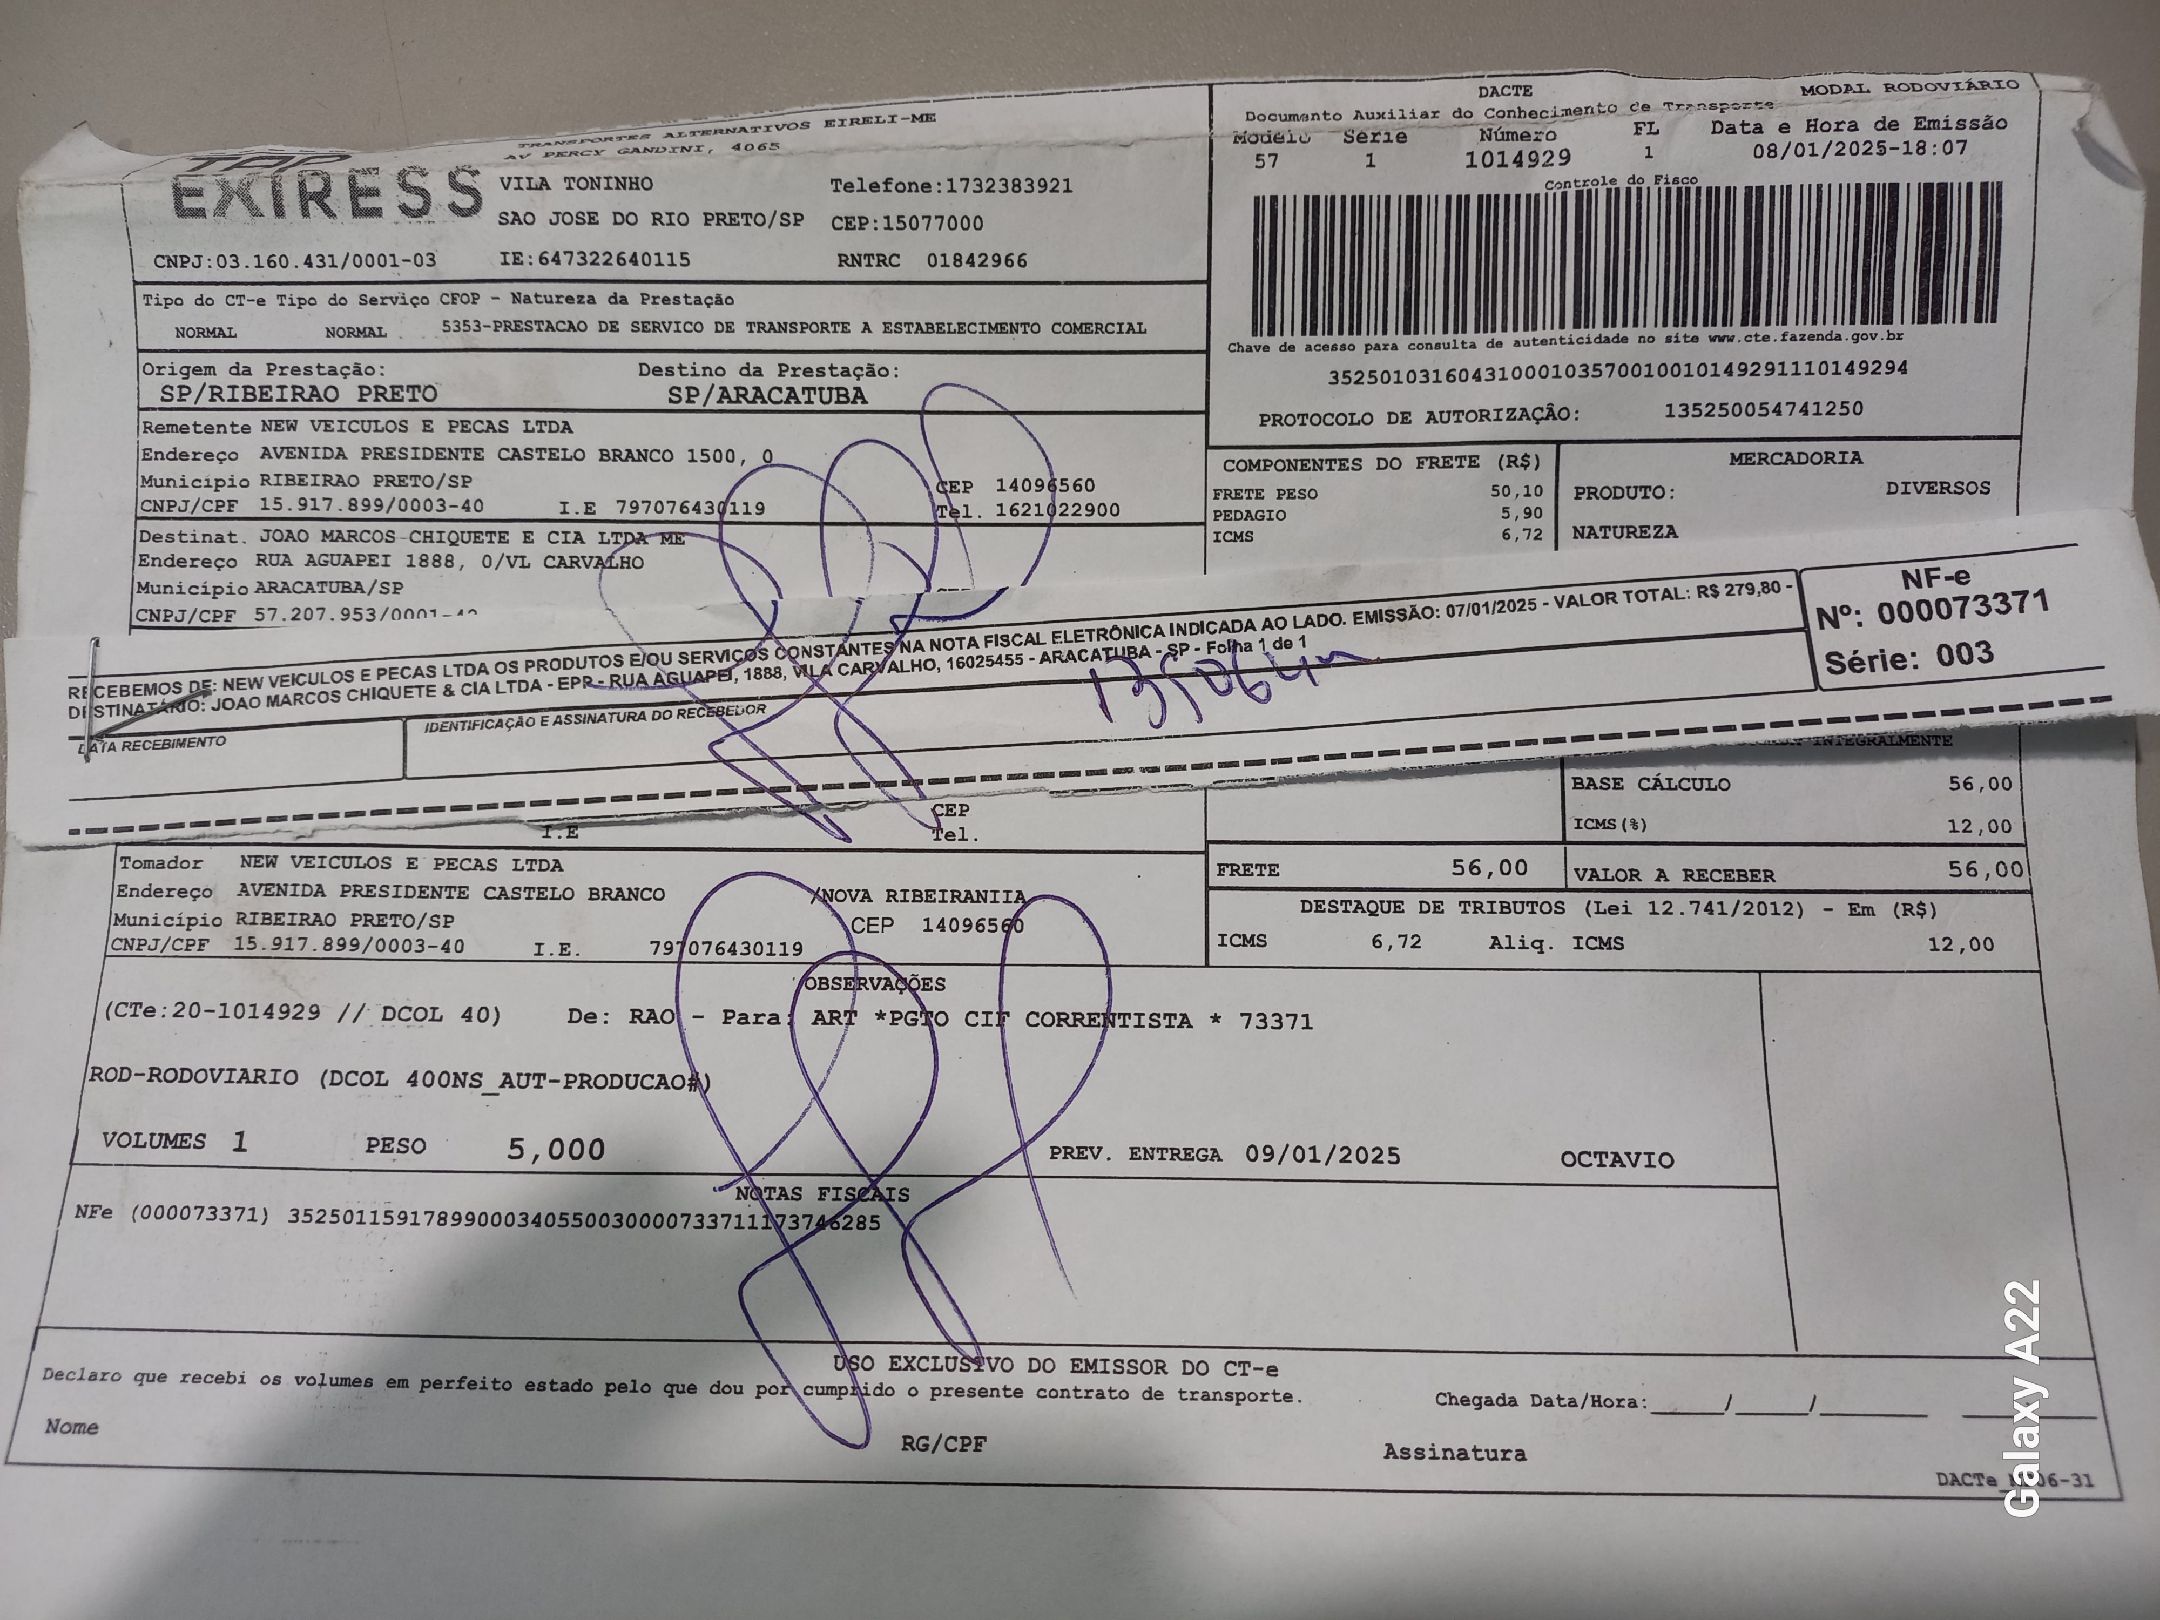 TRANSPORTES ALTERNATIVOS EIRELI-ME
AV PERCY GANDINI, 4065
TOP
EXPRESS
VILA TONINHO Telefone:1732383921
SAO JOSE DO RIO PRETO/SP CEP:15077000
CNPJ:03.160.431/0001-03 IE:647322640115 RNTRC 01842966
DACTE MODAL RODOVIÁRIO
Documento Auxiliar do Conhecimento de Transporte
Modelo Série Número FL Data e Hora de Emissão
57 1 1014929 1 08/01/2025-18:07
Controle do Fisco
Chave de acesso para consulta de autenticidade no site www.cte.fazenda.gov.br
35250103160431000103570010010149291110149294
PROTOCOLO DE AUTORIZAÇÃO: 135250054741250
Tipo do CT-e Tipo do Serviço CFOP - Natureza da Prestação
NORMAL NORMAL 5353-PRESTACAO DE SERVICO DE TRANSPORTE A ESTABELECIMENTO COMERCIAL
Origem da Prestação: Destino da Prestação:
SP/RIBEIRAO PRETO SP/ARACATUBA
Remetente NEW VEICULOS E PECAS LTDA
Endereço AVENIDA PRESIDENTE CASTELO BRANCO 1500, 0
Município RIBEIRAO PRETO/SP CEP 14096560
CNPJ/CPF 15.917.899/0003-40 I.E 797076430119 Tel. 1621022900
Destinat. JOAO MARCOS CHIQUETE E CIA LTDA ME
Endereço RUA AGUAPEI 1888, 0/VL CARVALHO
Município ARACATUBA/SP
CNPJ/CPF 57.207.953/0001-
COMPONENTES DO FRETE (R$) MERCADORIA
FRETE PESO 50,10 PRODUTO: DIVERSOS
PEDAGIO 5,90
ICMS 6,72 NATUREZA
RECEBEMOS DE: NEW VEICULOS E PECAS LTDA OS PRODUTOS E/OU SERVIÇOS CONSTANTES NA NOTA FISCAL ELETRÔNICA INDICADA AO LADO. EMISSÃO: 07/01/2025 - VALOR TOTAL: R$ 279,80 -
DESTINATÁRIO: JOAO MARCOS CHIQUETE & CIA LTDA - EPR - RUA AGUAPEI, 1888, VILA CARVALHO, 16025455 - ARACATUBA - SP - Folha 1 de 1
DATA RECEBIMENTO IDENTIFICAÇÃO E ASSINATURA DO RECEBEDOR
NF-e
Nº: 000073371
Série: 003
INTEGRALMENTE
BASE CÁLCULO 56,00
ICMS(%) 12,00
CEP
I.E Tel.
Tomador NEW VEICULOS E PECAS LTDA
Endereço AVENIDA PRESIDENTE CASTELO BRANCO /NOVA RIBEIRANIIA
Município RIBEIRAO PRETO/SP CEP 14096560
CNPJ/CPF 15.917.899/0003-40 I.E. 797076430119
FRETE 56,00 VALOR A RECEBER 56,00
DESTAQUE DE TRIBUTOS (Lei 12.741/2012) - Em (R$)
ICMS 6,72 Aliq. ICMS 12,00
OBSERVAÇÕES
(CTe:20-1014929 // DCOL 40) De: RAO - Para: ART *PGTO CIF CORRENTISTA * 73371
ROD-RODOVIARIO (DCOL 400NS_AUT-PRODUCAO#)
VOLUMES 1 PESO 5,000 PREV. ENTREGA 09/01/2025 OCTAVIO
NOTAS FISCAIS
NFe (000073371) 35250115917899000340550030000733711173746285
USO EXCLUSIVO DO EMISSOR DO CT-e
Declaro que recebi os volumes em perfeito estado pelo que dou por cumprido o presente contrato de transporte. Chegada Data/Hora:_____/_____/_______ ________
Nome RG/CPF Assinatura
Galaxy A22